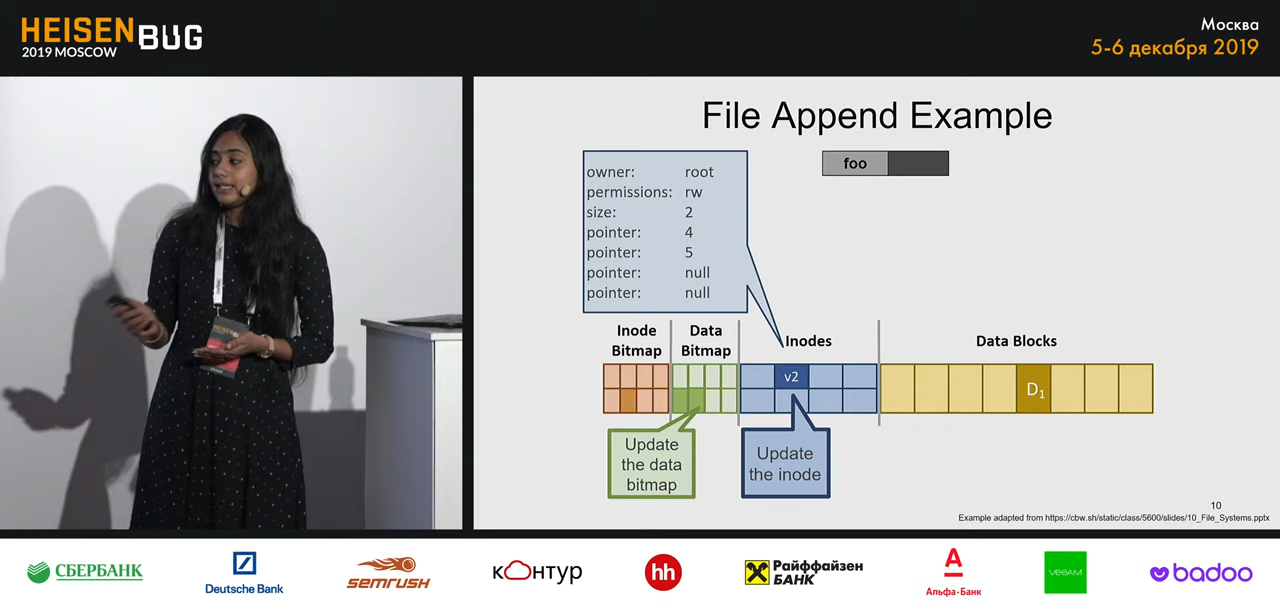 HEISEN
BUG
2019 MOSCOW
Москва
5-6 декабря 2019
File Append Example
foo
owner: root
permissions: rw
size: 2
pointer: 4
pointer: 5
pointer: null
pointer: null
Inode
Bitmap
Data
Bitmap
Inodes
Data Blocks
v2
D1
Update
the data
bitmap
Update
the inode
10
Example adapted from https://cbw.sh/static/class/5600/slides/10_File_Systems.pptx
СБЕРБАНК
Deutsche Bank
semrush
кОнтур
hh
Райффайзен
БАНК
А
Альфа-Банк
veeam
badoo